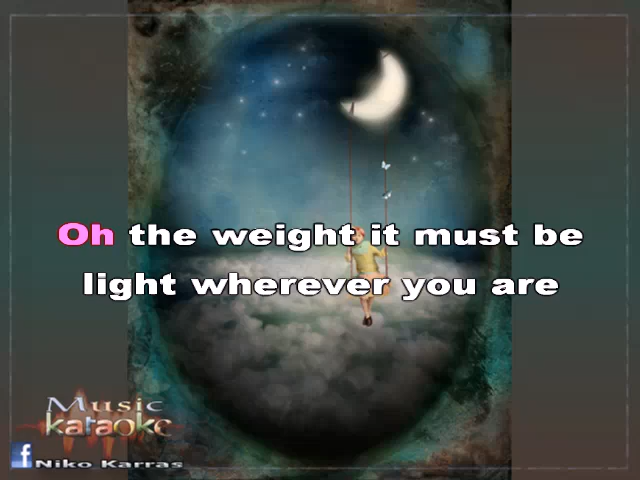 Oh the weight it must be
light wherever you are
Music
karaoke
f Niko Karras